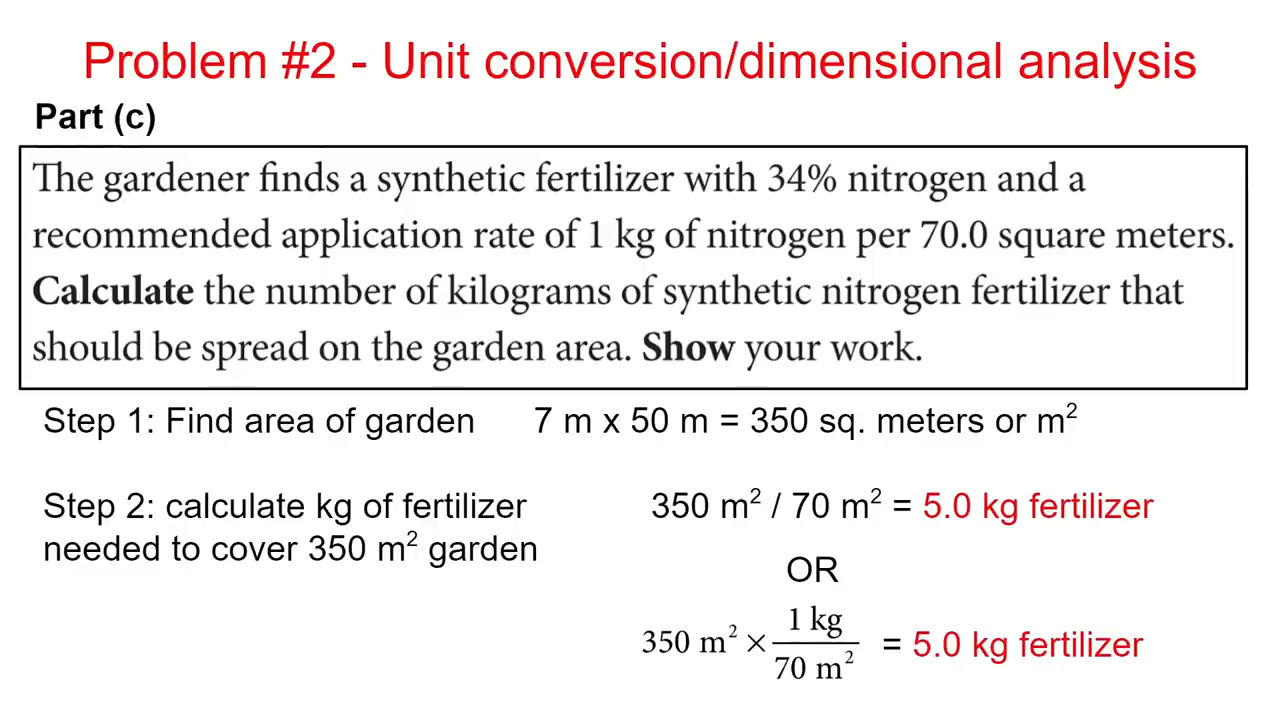 Problem #2 - Unit conversion/dimensional analysis
Part (c)
The gardener finds a synthetic fertilizer with 34% nitrogen and a
recommended application rate of 1 kg of nitrogen per 70.0 square meters.
Calculate the number of kilograms of synthetic nitrogen fertilizer that
should be spread on the garden area. Show your work.
Step 1: Find area of garden 7 m x 50 m = 350 sq. meters or m²
Step 2: calculate kg of fertilizer 350 m² / 70 m² = 5.0 kg fertilizer
needed to cover 350 m² garden
OR
1 kg
350 m² × = 5.0 kg fertilizer
70 m²